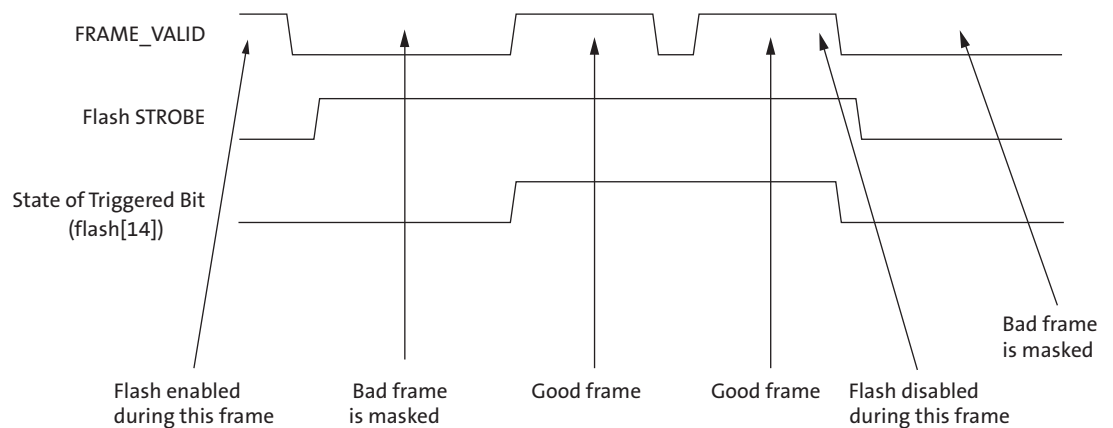 FRAME_VALID
Flash STROBE
State of Triggered Bit
(flash[14])
Bad frame
is masked
Flash enabled
during this frame
Bad frame
is masked
Good frame
Good frame
Flash disabled
during this frame